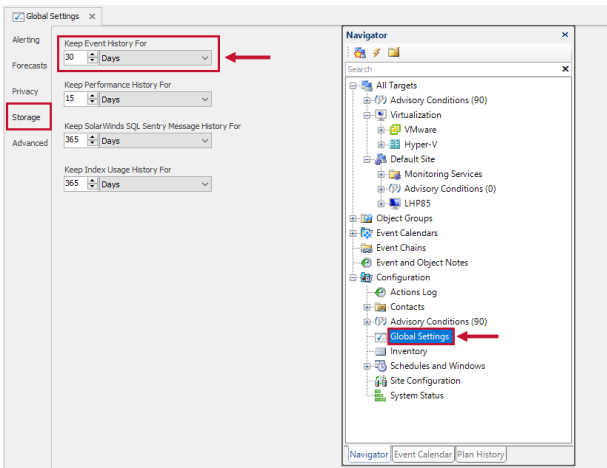 Global Settings
Alerting
Forecasts
Privacy
Storage
Advanced
Keep Event History For
30 Days
Keep Performance History For
15 Days
Keep SolarWinds SQL Sentry Message History For
365 Days
Keep Index Usage History For
365 Days
Navigator
Search
All Targets
Advisory Conditions (90)
Virtualization
VMware
Hyper-V
Default Site
Monitoring Services
Advisory Conditions (0)
LHP85
Object Groups
Event Calendars
Event Chains
Event and Object Notes
Configuration
Actions Log
Contacts
Advisory Conditions (90)
Global Settings
Inventory
Schedules and Windows
Site Configuration
System Status
Navigator Event Calendar Plan History